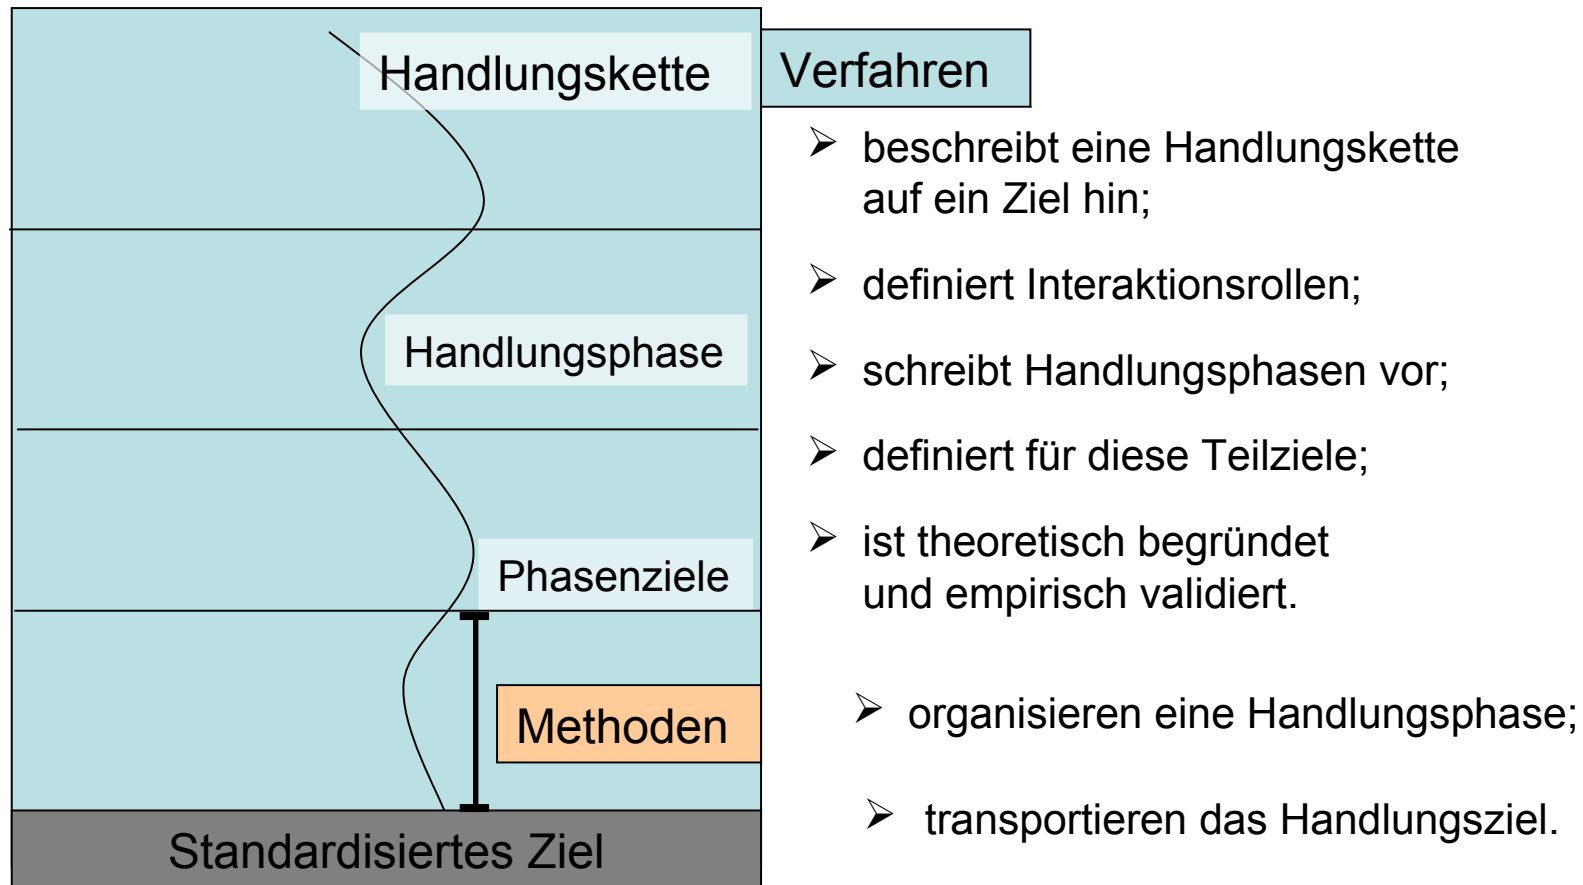 Handlungskette
Verfahren
beschreibt eine Handlungskette
auf ein Ziel hin;
definiert Interaktionsrollen;
Handlungsphase
schreibt Handlungsphasen vor;
definiert für diese Teilziele;
ist theoretisch begründet
und empirisch validiert.
Phasenziele
Methoden
organisieren eine Handlungsphase;
transportieren das Handlungsziel.
Standardisiertes Ziel